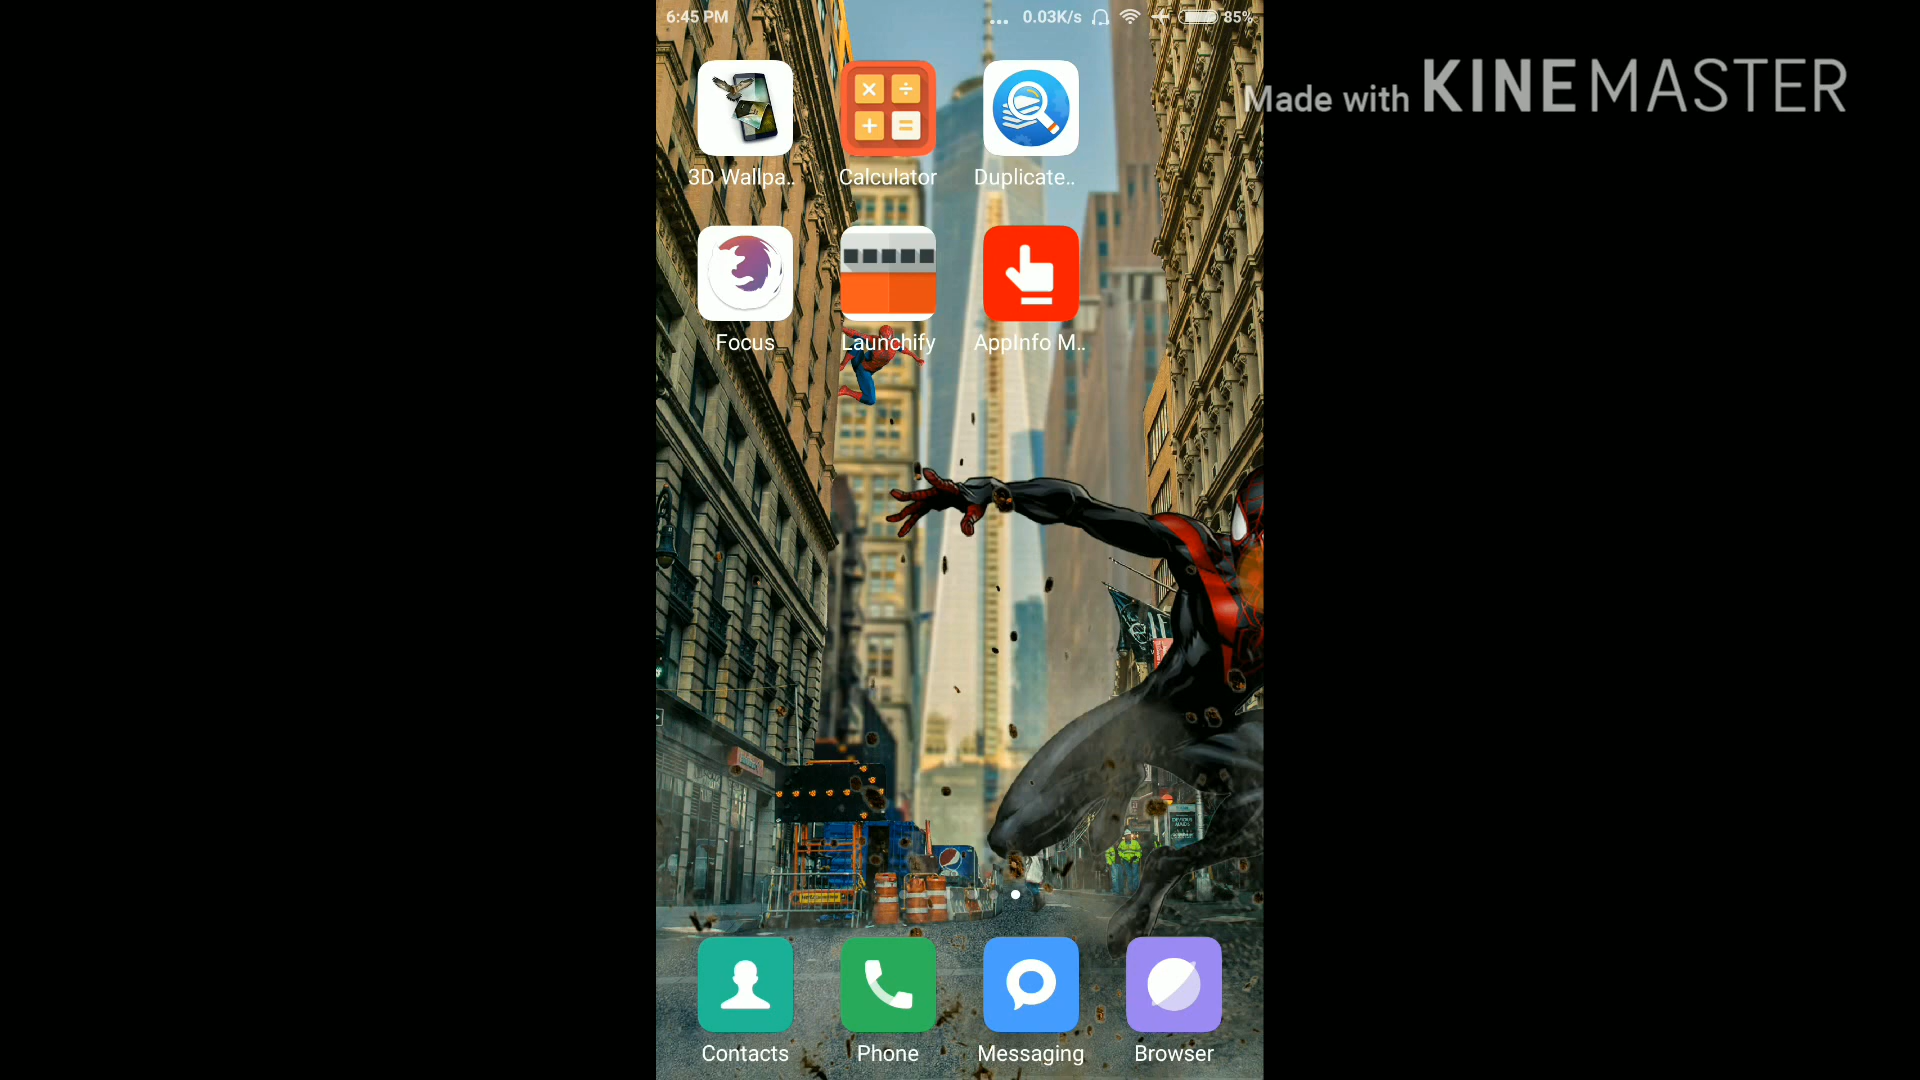 6:45 PM
... 0.03K/s 85%
Made with KINEMASTER
3D Wallpa..
Calculator
Duplicate..
Focus
Launchify
AppInfo M..
Contacts
Phone
Messaging
Browser